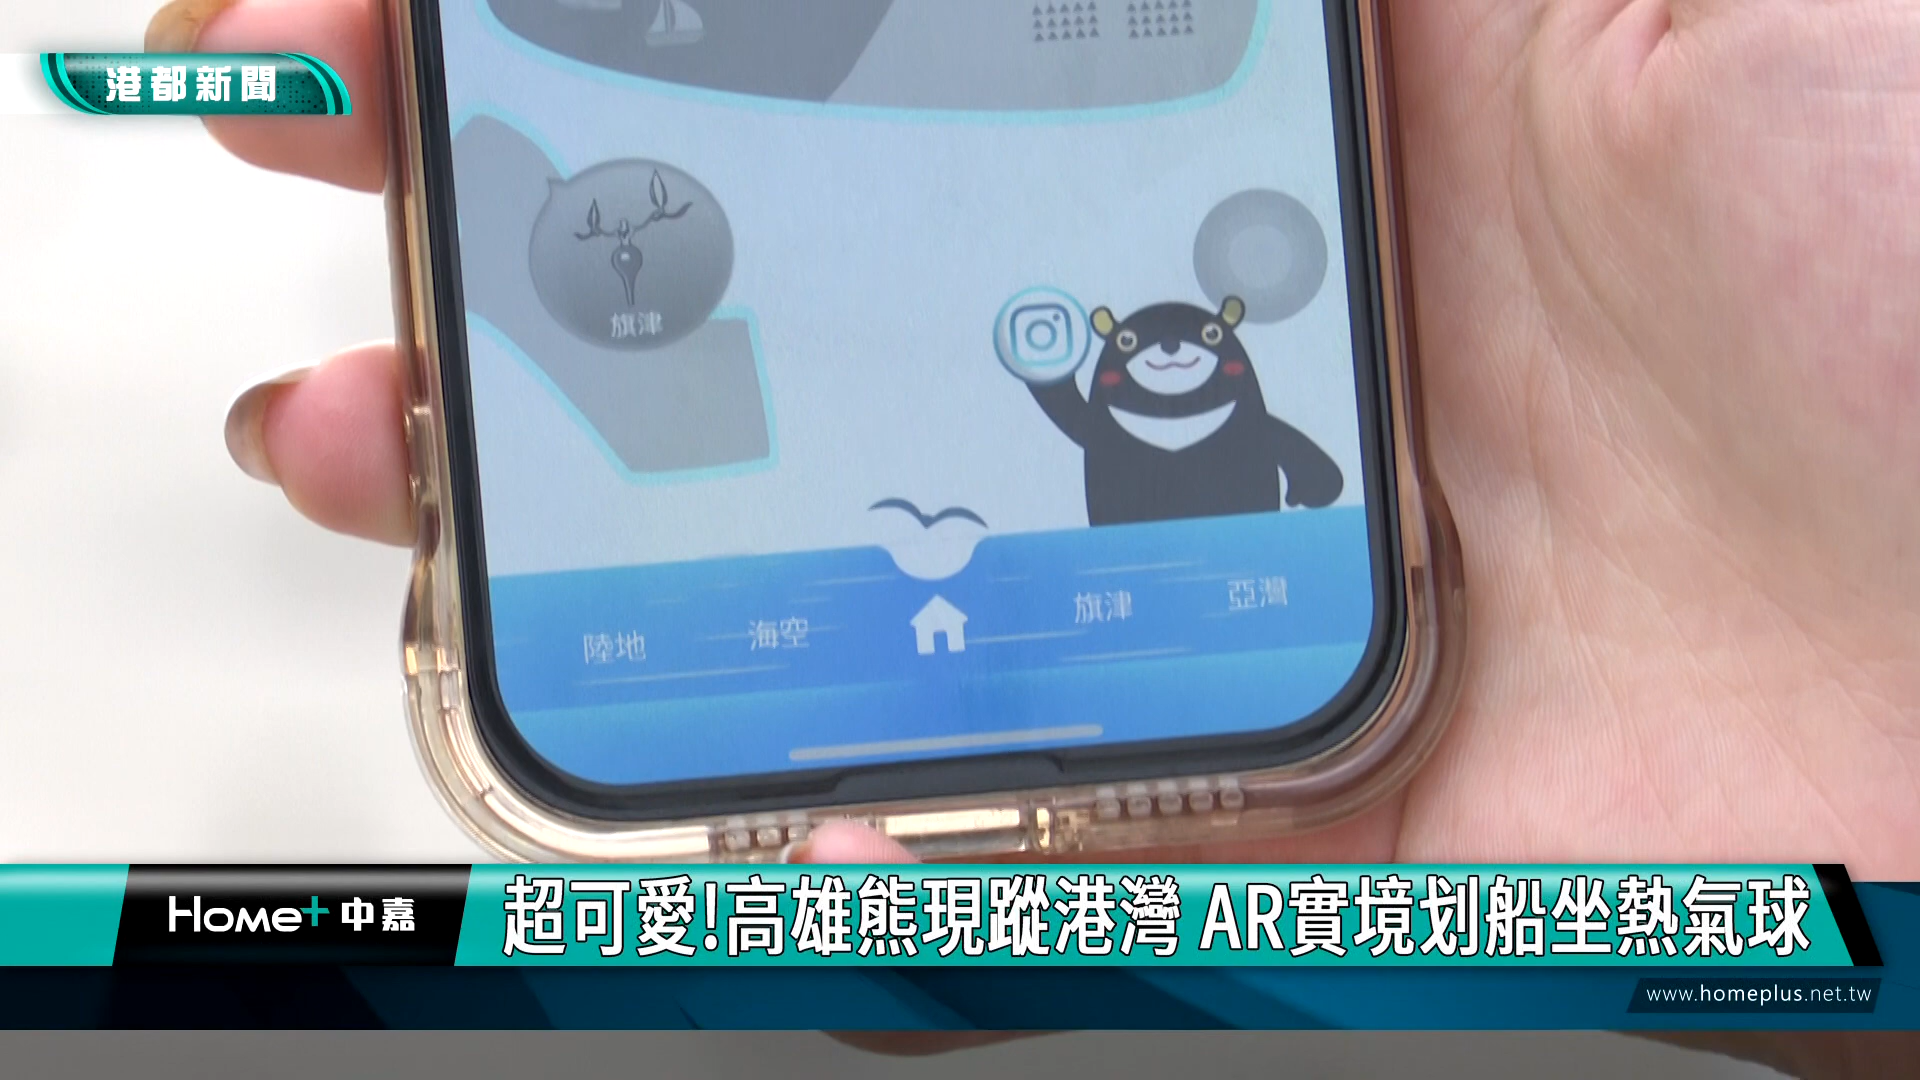 港都新聞
旗津
陸地
海空
旗津
亞灣
Home+ 中嘉
超可愛!高雄熊現蹤港灣 AR實境划船坐熱氣球
www.homeplus.net.tw